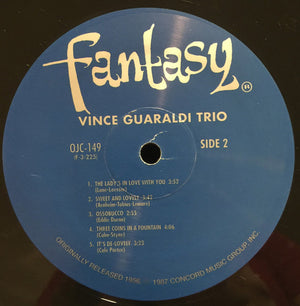 fantasy®
VINCE GUARALDI TRIO
OJC-149
(F-3-225)
SIDE 2
1. THE LADY'S IN LOVE WITH YOU 3:52
(Lane-Loesser)
2. SWEET AND LOVELY 3:42
(Arnheim-Tobias-Lemare)
3. OSSOBUCCO 2:55
(Eddie Duran)
4. THREE COINS IN A FOUNTAIN 4:06
(Cahn-Styne)
5. IT'S DE-LOVELY 3:23
(Cole Porter)
ORIGINALLY RELEASED 1956 1987 CONCORD MUSIC GROUP, INC.